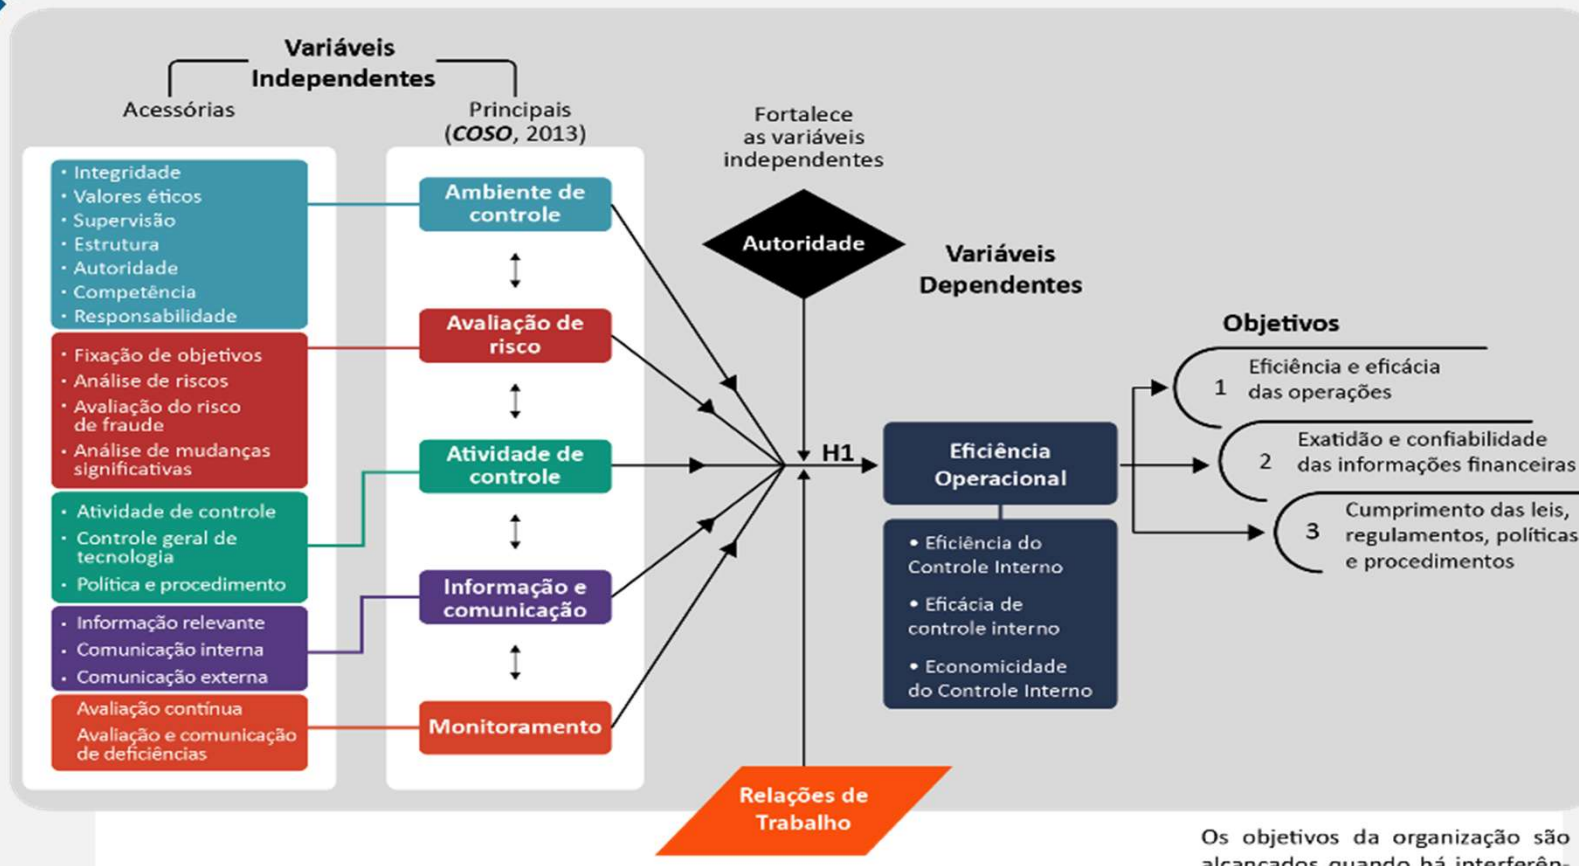 Variáveis
Independentes
Acessórias
Principais
(COSO, 2013)
• Integridade
• Valores éticos
• Supervisão
• Estrutura
• Autoridade
• Competência
• Responsabilidade
• Fixação de objetivos
• Análise de riscos
• Avaliação do risco
de fraude
• Análise de mudanças
significativas
• Atividade de controle
• Controle geral de
tecnologia
• Política e procedimento
• Informação relevante
• Comunicação interna
• Comunicação externa
Avaliação contínua
Avaliação e comunicação
de deficiências
Ambiente de
controle
Avaliação de
risco
Atividade de
controle
Informação e
comunicação
Monitoramento
Fortalece
as variáveis
independentes
Autoridade
H1
Relações de
Trabalho
Variáveis
Dependentes
Eficiência
Operacional
• Eficiência do
Controle Interno
• Eficácia de
controle interno
• Economicidade
do Controle Interno
Objetivos
1
Eficiência e eficácia
das operações
2
Exatidão e confiabilidade
das informações financeiras
3
Cumprimento das leis,
regulamentos, políticas
e procedimentos
Os objetivos da organização são
alcançados quando há interferên-